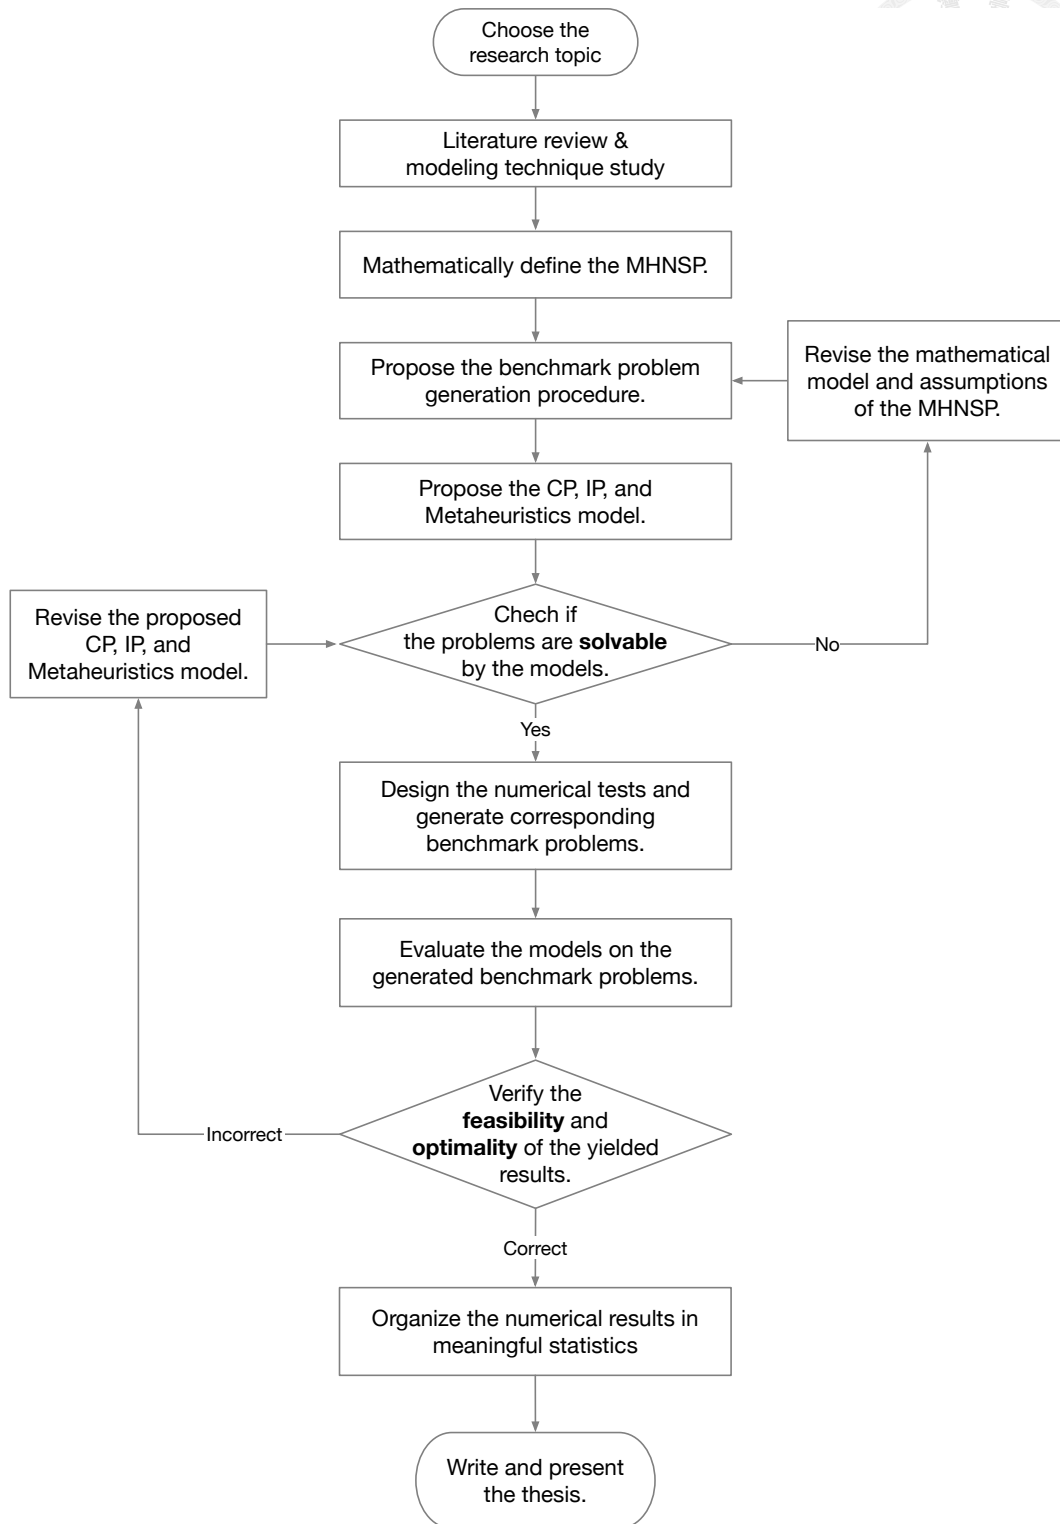 Choose the
research topic
Literature review &
modeling technique study
Mathematically define the MHNSP.
Propose the benchmark problem
generation procedure.
Revise the mathematical
model and assumptions
of the MHNSP.
Propose the CP, IP, and
Metaheuristics model.
Revise the proposed
CP, IP, and
Metaheuristics model.
Chech if
the problems are solvable
by the models.
No
Yes
Design the numerical tests and
generate corresponding
benchmark problems.
Evaluate the models on the
generated benchmark problems.
Verify the
feasibility and
optimality of the yielded
results.
Incorrect
Correct
Organize the numerical results in
meaningful statistics
Write and present
the thesis.